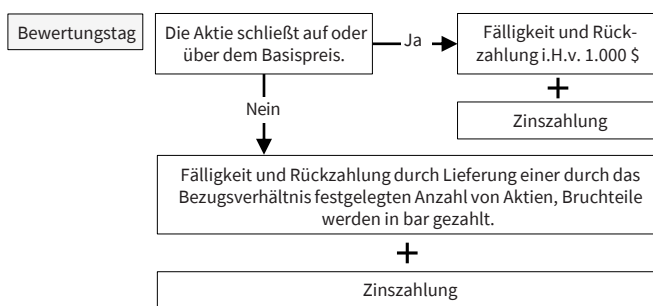 Bewertungstag
Die Aktie schließt auf oder
über dem Basispreis.
Ja
Fälligkeit und Rück-
zahlung i.H.v. 1.000 $
+
Zinszahlung
Nein
Fälligkeit und Rückzahlung durch Lieferung einer durch das
Bezugsverhältnis festgelegten Anzahl von Aktien, Bruchteile
werden in bar gezahlt.
+
Zinszahlung